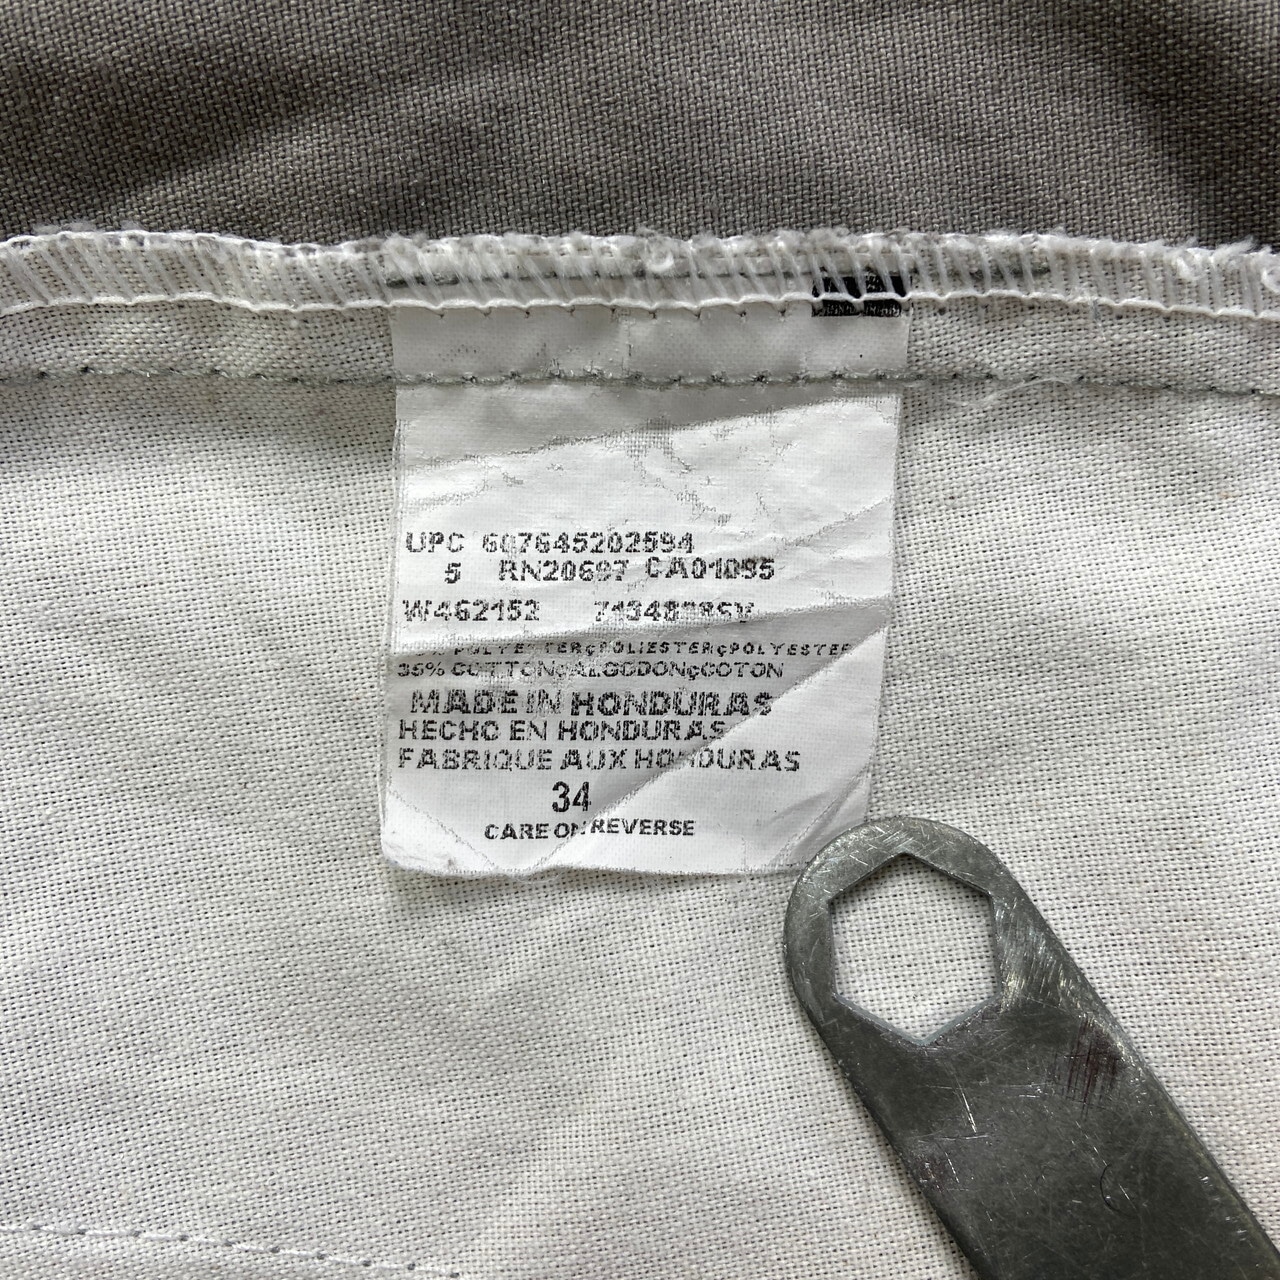 UPC 607645202594
5 RN20697 CA01095
W462152
POLYESTERçPOLIESTERçPOLYESTER
35% COTTONçALGODONçCOTON
MADE IN HONDURAS
HECHO EN HONDURAS
FABRIQUE AUX HONDURAS
34
CARE ON REVERSE